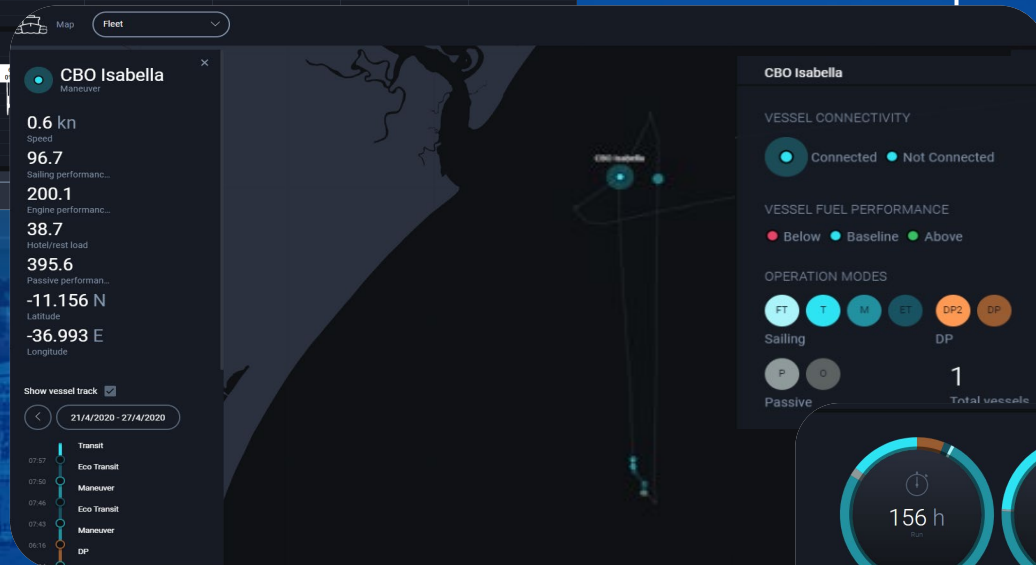 Map
Fleet
CBO Isabella
Maneuver
0.6 kn
Speed
96.7
Sailing performanc...
200.1
Engine performanc...
38.7
Hotel/rest load
395.6
Passive performan...
-11.156 N
Latitude
-36.993 E
Longitude
Show vessel track
21/4/2020 - 27/4/2020
Transit
07:57
Eco Transit
07:50
Maneuver
07:46
Eco Transit
07:43
Maneuver
06:16
DP
CBO Isabella
CBO Isabella
VESSEL CONNECTIVITY
Connected Not Connected
VESSEL FUEL PERFORMANCE
Below Baseline Above
OPERATION MODES
FT T M ET DP2 DP
Sailing DP
P O
Passive
1
Total vessels
156 h
Run